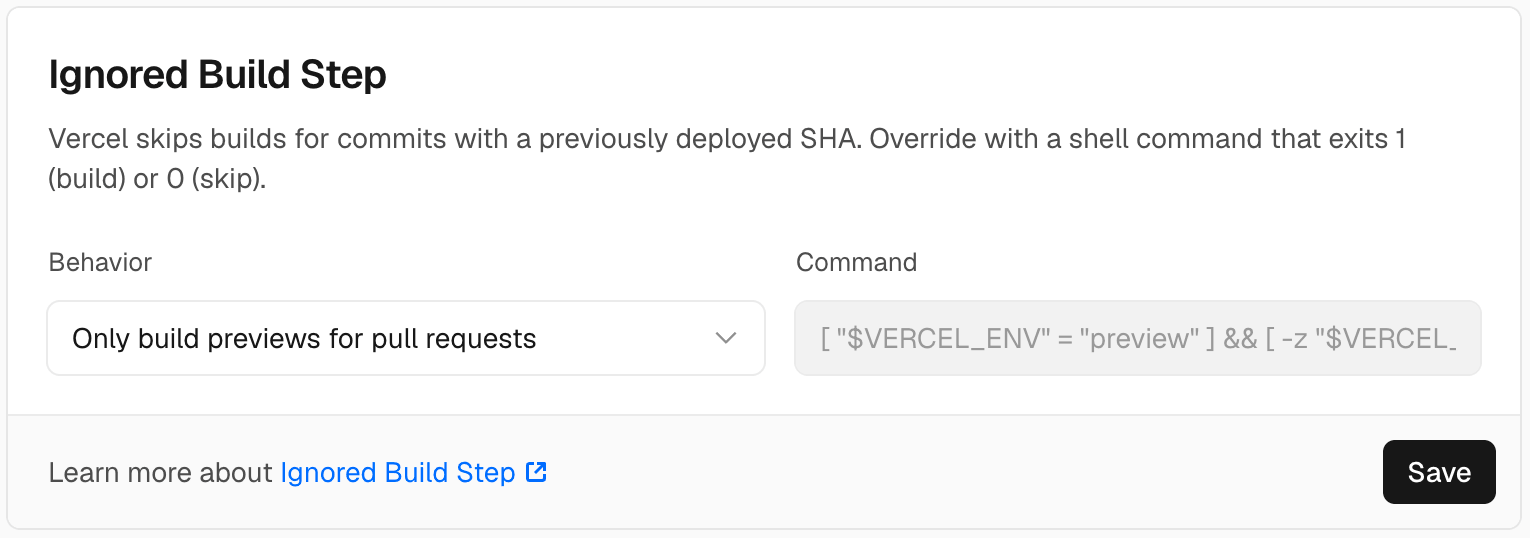 Ignored Build Step
Vercel skips builds for commits with a previously deployed SHA. Override with a shell command that exits 1
(build) or 0 (skip).
Behavior
Command
Only build previews for pull requests
[ "$VERCEL_ENV" = "preview" ] && [ -z "$VERCEL_
Learn more about Ignored Build Step
Save